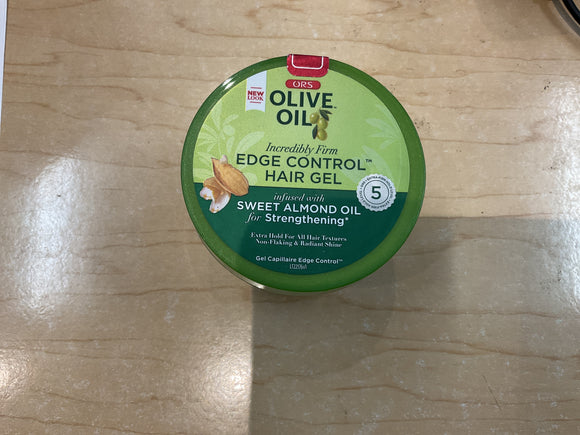 ORS
NEW
LOOK
OLIVE
OIL
Incredibly Firm
EDGE CONTROL™
HAIR GEL
5
infused with
SWEET ALMOND OIL
for Strengthening*
Extra Hold For All Hair Textures
Non-Flaking & Radiant Shine
Gel Capillaire Edge Control™